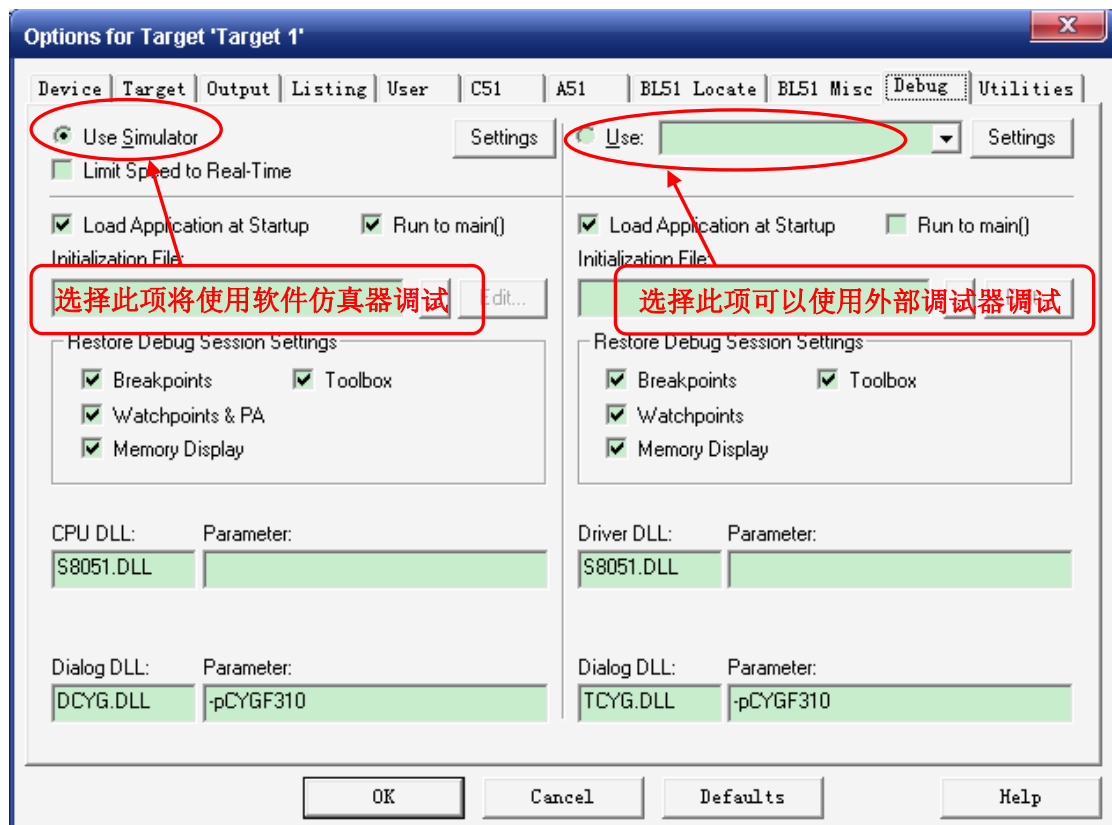 Options for Target 'Target 1'
Device Target Output Listing User C51 A51 BL51 Locate BL51 Misc Debug Utilities
Use Simulator Settings Use: Settings
Limit Speed to Real-Time
Load Application at Startup Run to main() Load Application at Startup Run to main()
Initialization File: Initialization File:
选择此项将使用软件仿真器调试 Edit... 选择此项可以使用外部调试器调试
Restore Debug Session Settings Restore Debug Session Settings
Breakpoints Toolbox Breakpoints Toolbox
Watchpoints & PA Watchpoints
Memory Display Memory Display
CPU DLL: Parameter: Driver DLL: Parameter:
S8051.DLL S8051.DLL
Dialog DLL: Parameter: Dialog DLL: Parameter:
DCYG.DLL -pCYGF310 TCYG.DLL -pCYGF310
OK Cancel Defaults Help